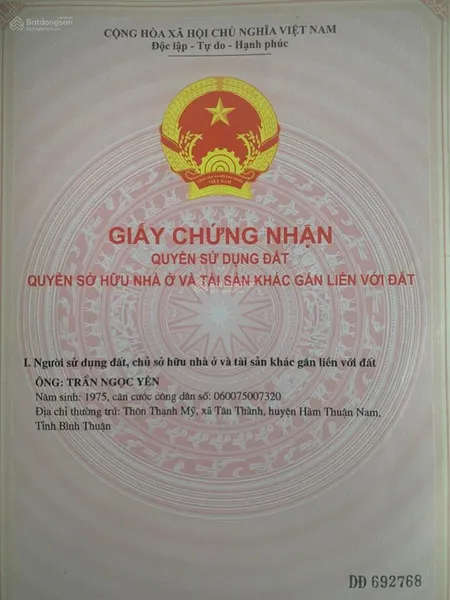 Batdongsan
CỘNG HÒA XÃ HỘI CHỦ NGHĨA VIỆT NAM
Độc lập - Tự do - Hạnh phúc
VIỆT NAM
GIẤY CHỨNG NHẬN
QUYỀN SỬ DỤNG ĐẤT
QUYỀN SỞ HỮU NHÀ Ở VÀ TÀI SẢN KHÁC GẮN LIỀN VỚI ĐẤT
I. Người sử dụng đất, chủ sở hữu nhà ở và tài sản khác gắn liền với đất
ÔNG: TRẦN NGỌC YÊN
Năm sinh: 1975, căn cước công dân số: 060075007320
Địa chỉ thường trú: Thôn Thanh Mỹ, xã Tân Thành, huyện Hàm Thuận Nam,
Tỉnh Bình Thuận
DĐ 692768